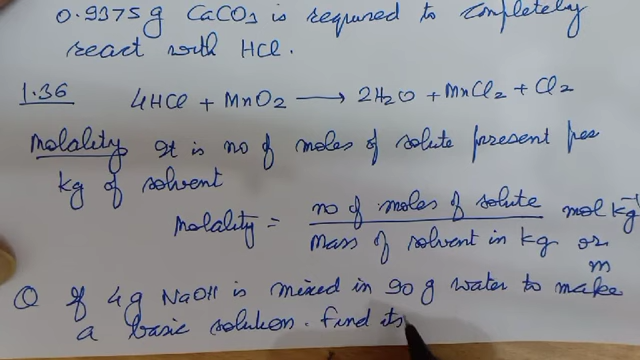 0.9375g CaCO3 is required to completely
react with HCl.
1.36 4HCl + MnO2 → 2H2O + MnCl2 + Cl2
Molality It is no of moles of solute present per
kg of solvent
Molality = no of moles of solute / Mass of solvent in kg mol kg⁻¹ or m
Q If 4g NaOH is mixed in 90 g water to make
a basic solution. Find its